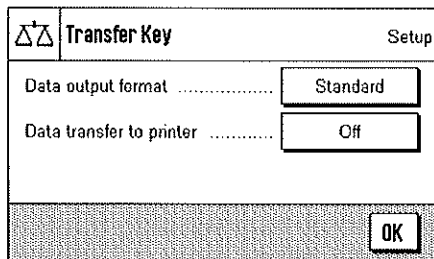 Transfer Key Setup
Data output format ................ Standard
Data transfer to printer ............ Off
OK